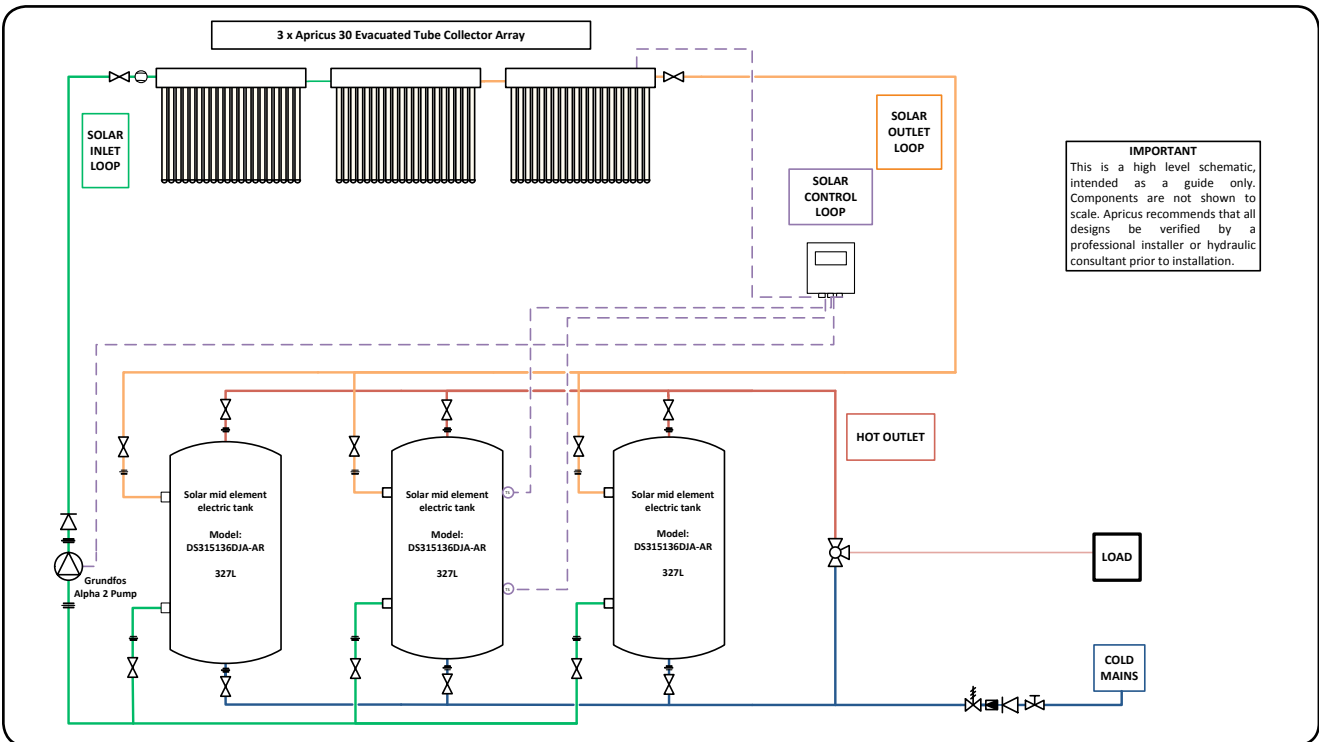 3 x Apricus 30 Evacuated Tube Collector Array
SOLAR
INLET
LOOP
SOLAR
OUTLET
LOOP
SOLAR
CONTROL
LOOP
IMPORTANT
This is a high level schematic,
intended as a guide only.
Components are not shown to
scale. Apricus recommends that all
designs be verified by a
professional installer or hydraulic
consultant prior to installation.
HOT OUTLET
Solar mid element
electric tank
Model:
DS315136DJA-AR
327L
Solar mid element
electric tank
Model:
DS315136DJA-AR
327L
Solar mid element
electric tank
Model:
DS315136DJA-AR
327L
Grundfos
Alpha 2 Pump
LOAD
COLD
MAINS